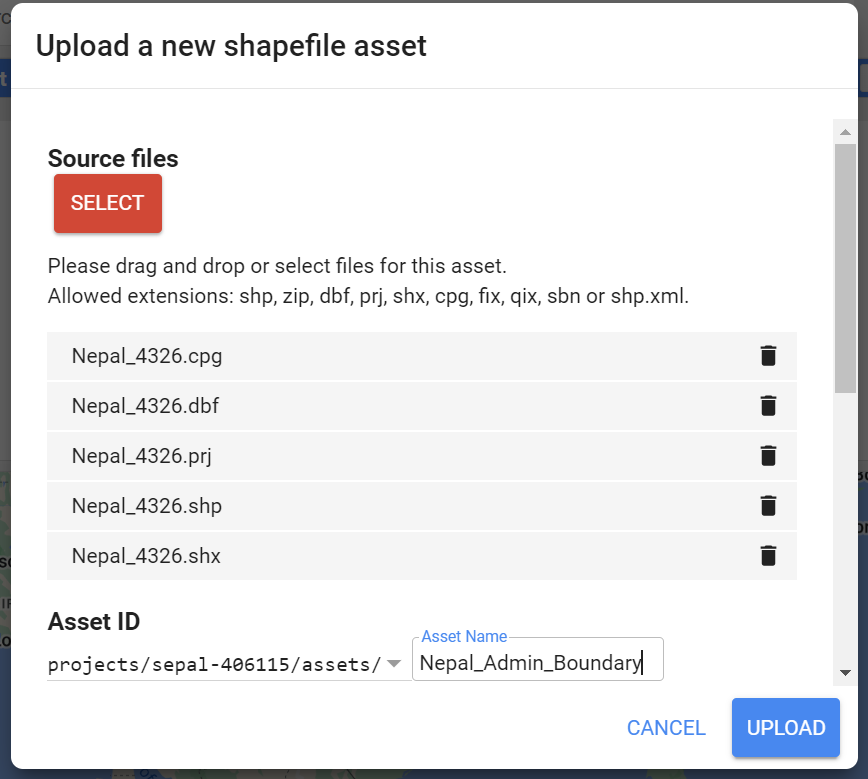 Upload a new shapefile asset
Source files
SELECT
Please drag and drop or select files for this asset.
Allowed extensions: shp, zip, dbf, prj, shx, cpg, fix, qix, sbn or shp.xml.
Nepal_4326.cpg
Nepal_4326.dbf
Nepal_4326.prj
Nepal_4326.shp
Nepal_4326.shx
Asset ID
Asset Name
projects/sepal-406115/assets/ Nepal_Admin_Boundary
CANCEL UPLOAD